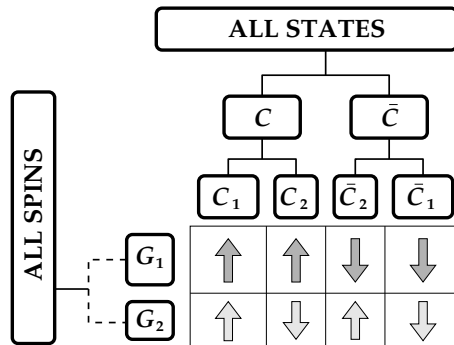 ALL STATES
C C̄
C₁ C₂ C̄₂ C̄₁
ALL SPINS
G₁
G₂